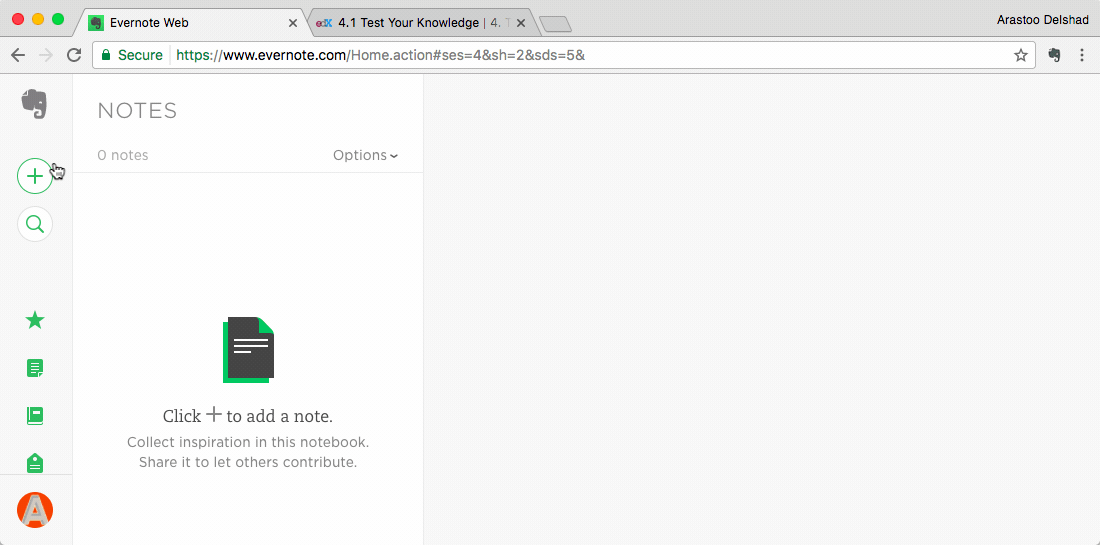 Evernote Web
edX 4.1 Test Your Knowledge | 4. T
Arastoo Delshad
Secure https://www.evernote.com/Home.action#ses=4&sh=2&sds=5&
NOTES
0 notes
Options
Click + to add a note.
Collect inspiration in this notebook.
Share it to let others contribute.
A